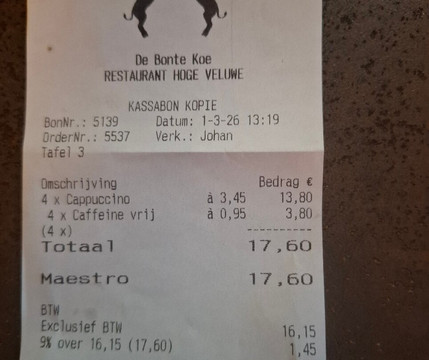 De Bonte Koe
RESTAURANT HOGE VELUWE
KASSABON KOPIE
BonNr.: 5139 Datum: 1-3-26 13:19
OrderNr.: 5537 Verk.: Johan
Tafel 3
Omschrijving Bedrag €
4 x Cappuccino à 3,45 13,80
4 x Caffeine vrij à 0,95 3,80
(4 x) ----------
Totaal 17,60
Maestro 17,60
BTW
Exclusief BTW 16,15
9% over 16,15 (17,60) 1,45